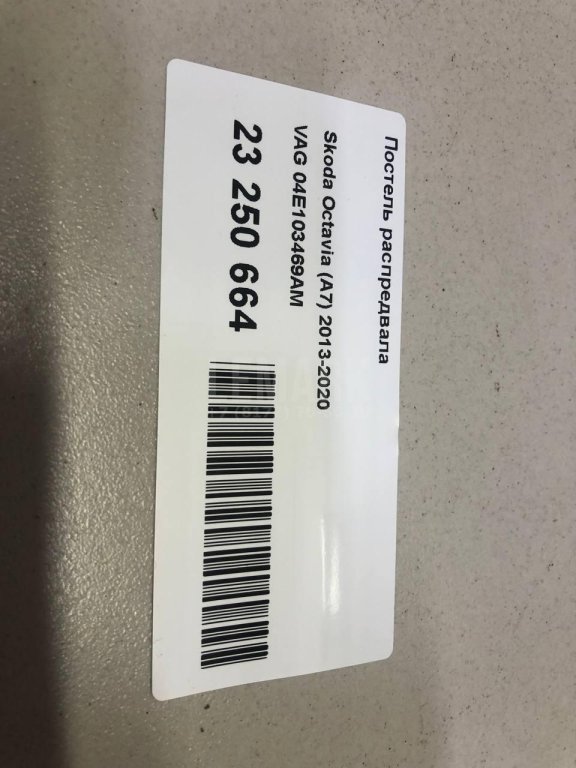 Постель распредвала
Skoda Octavia (A7) 2013-2020
VAG 04E103469AM
23 250 664